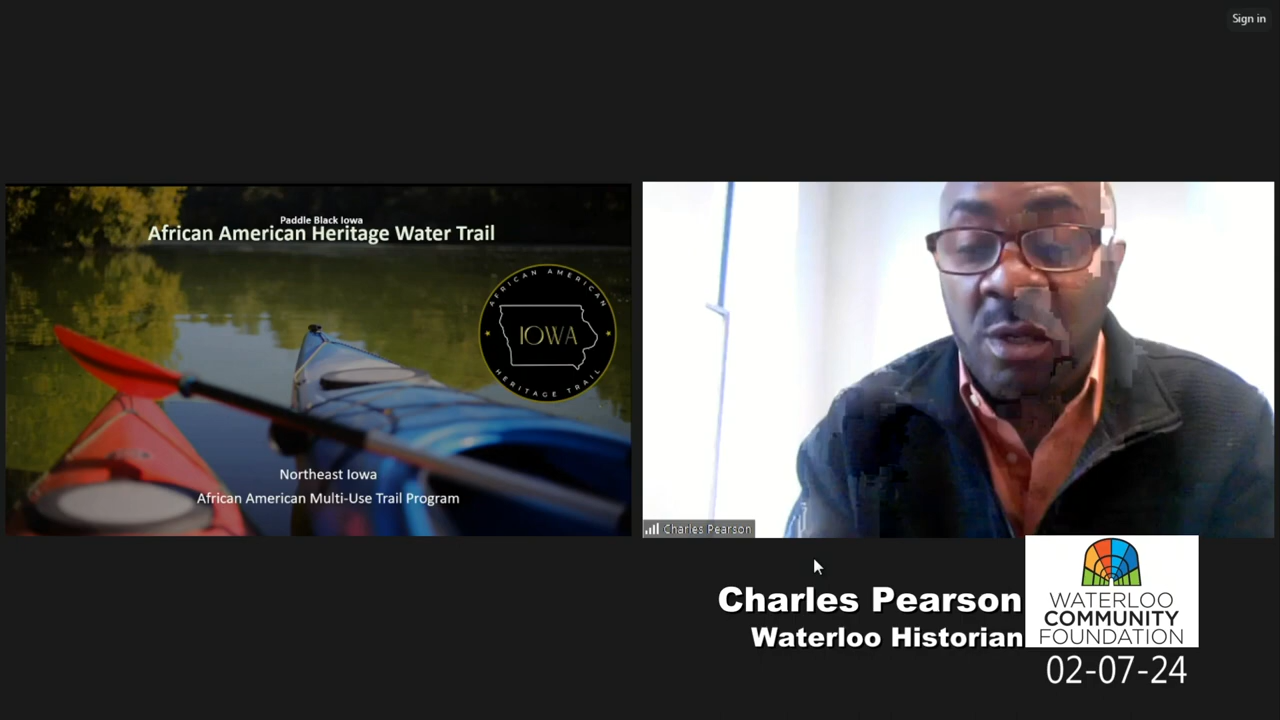 Sign in
Paddle Black Iowa
African American Heritage Water Trail
AFRICAN AMERICAN
IOWA
HERITAGE TRAIL
Northeast Iowa
African American Multi-Use Trail Program
Charles Pearson
Charles Pearson
Waterloo Historian
WATERLOO
COMMUNITY
FOUNDATION
02-07-24